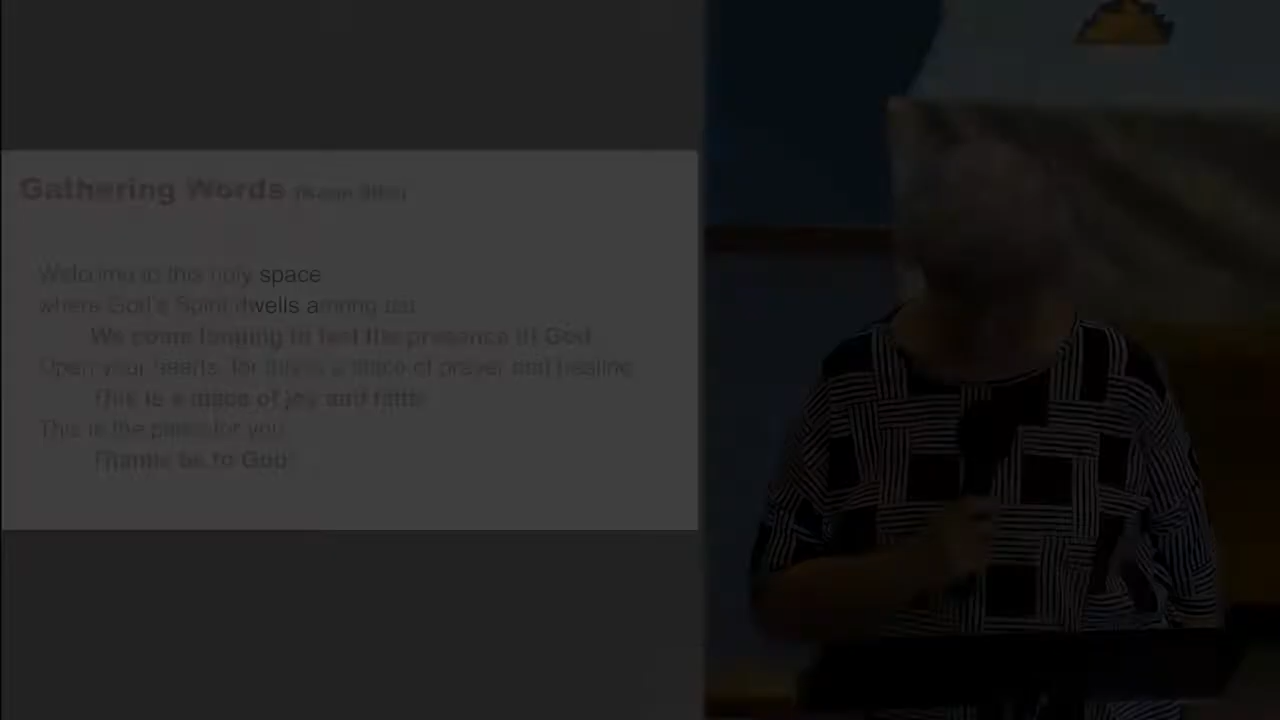 Gathering Words
Welcome to this holy space
where God's Spirit dwells among us.
We come longing to feel the presence of God.
Open your hearts, for this is a place of prayer and healing.
This is a place of joy and faith.
This is the place for you.
Thanks be to God!